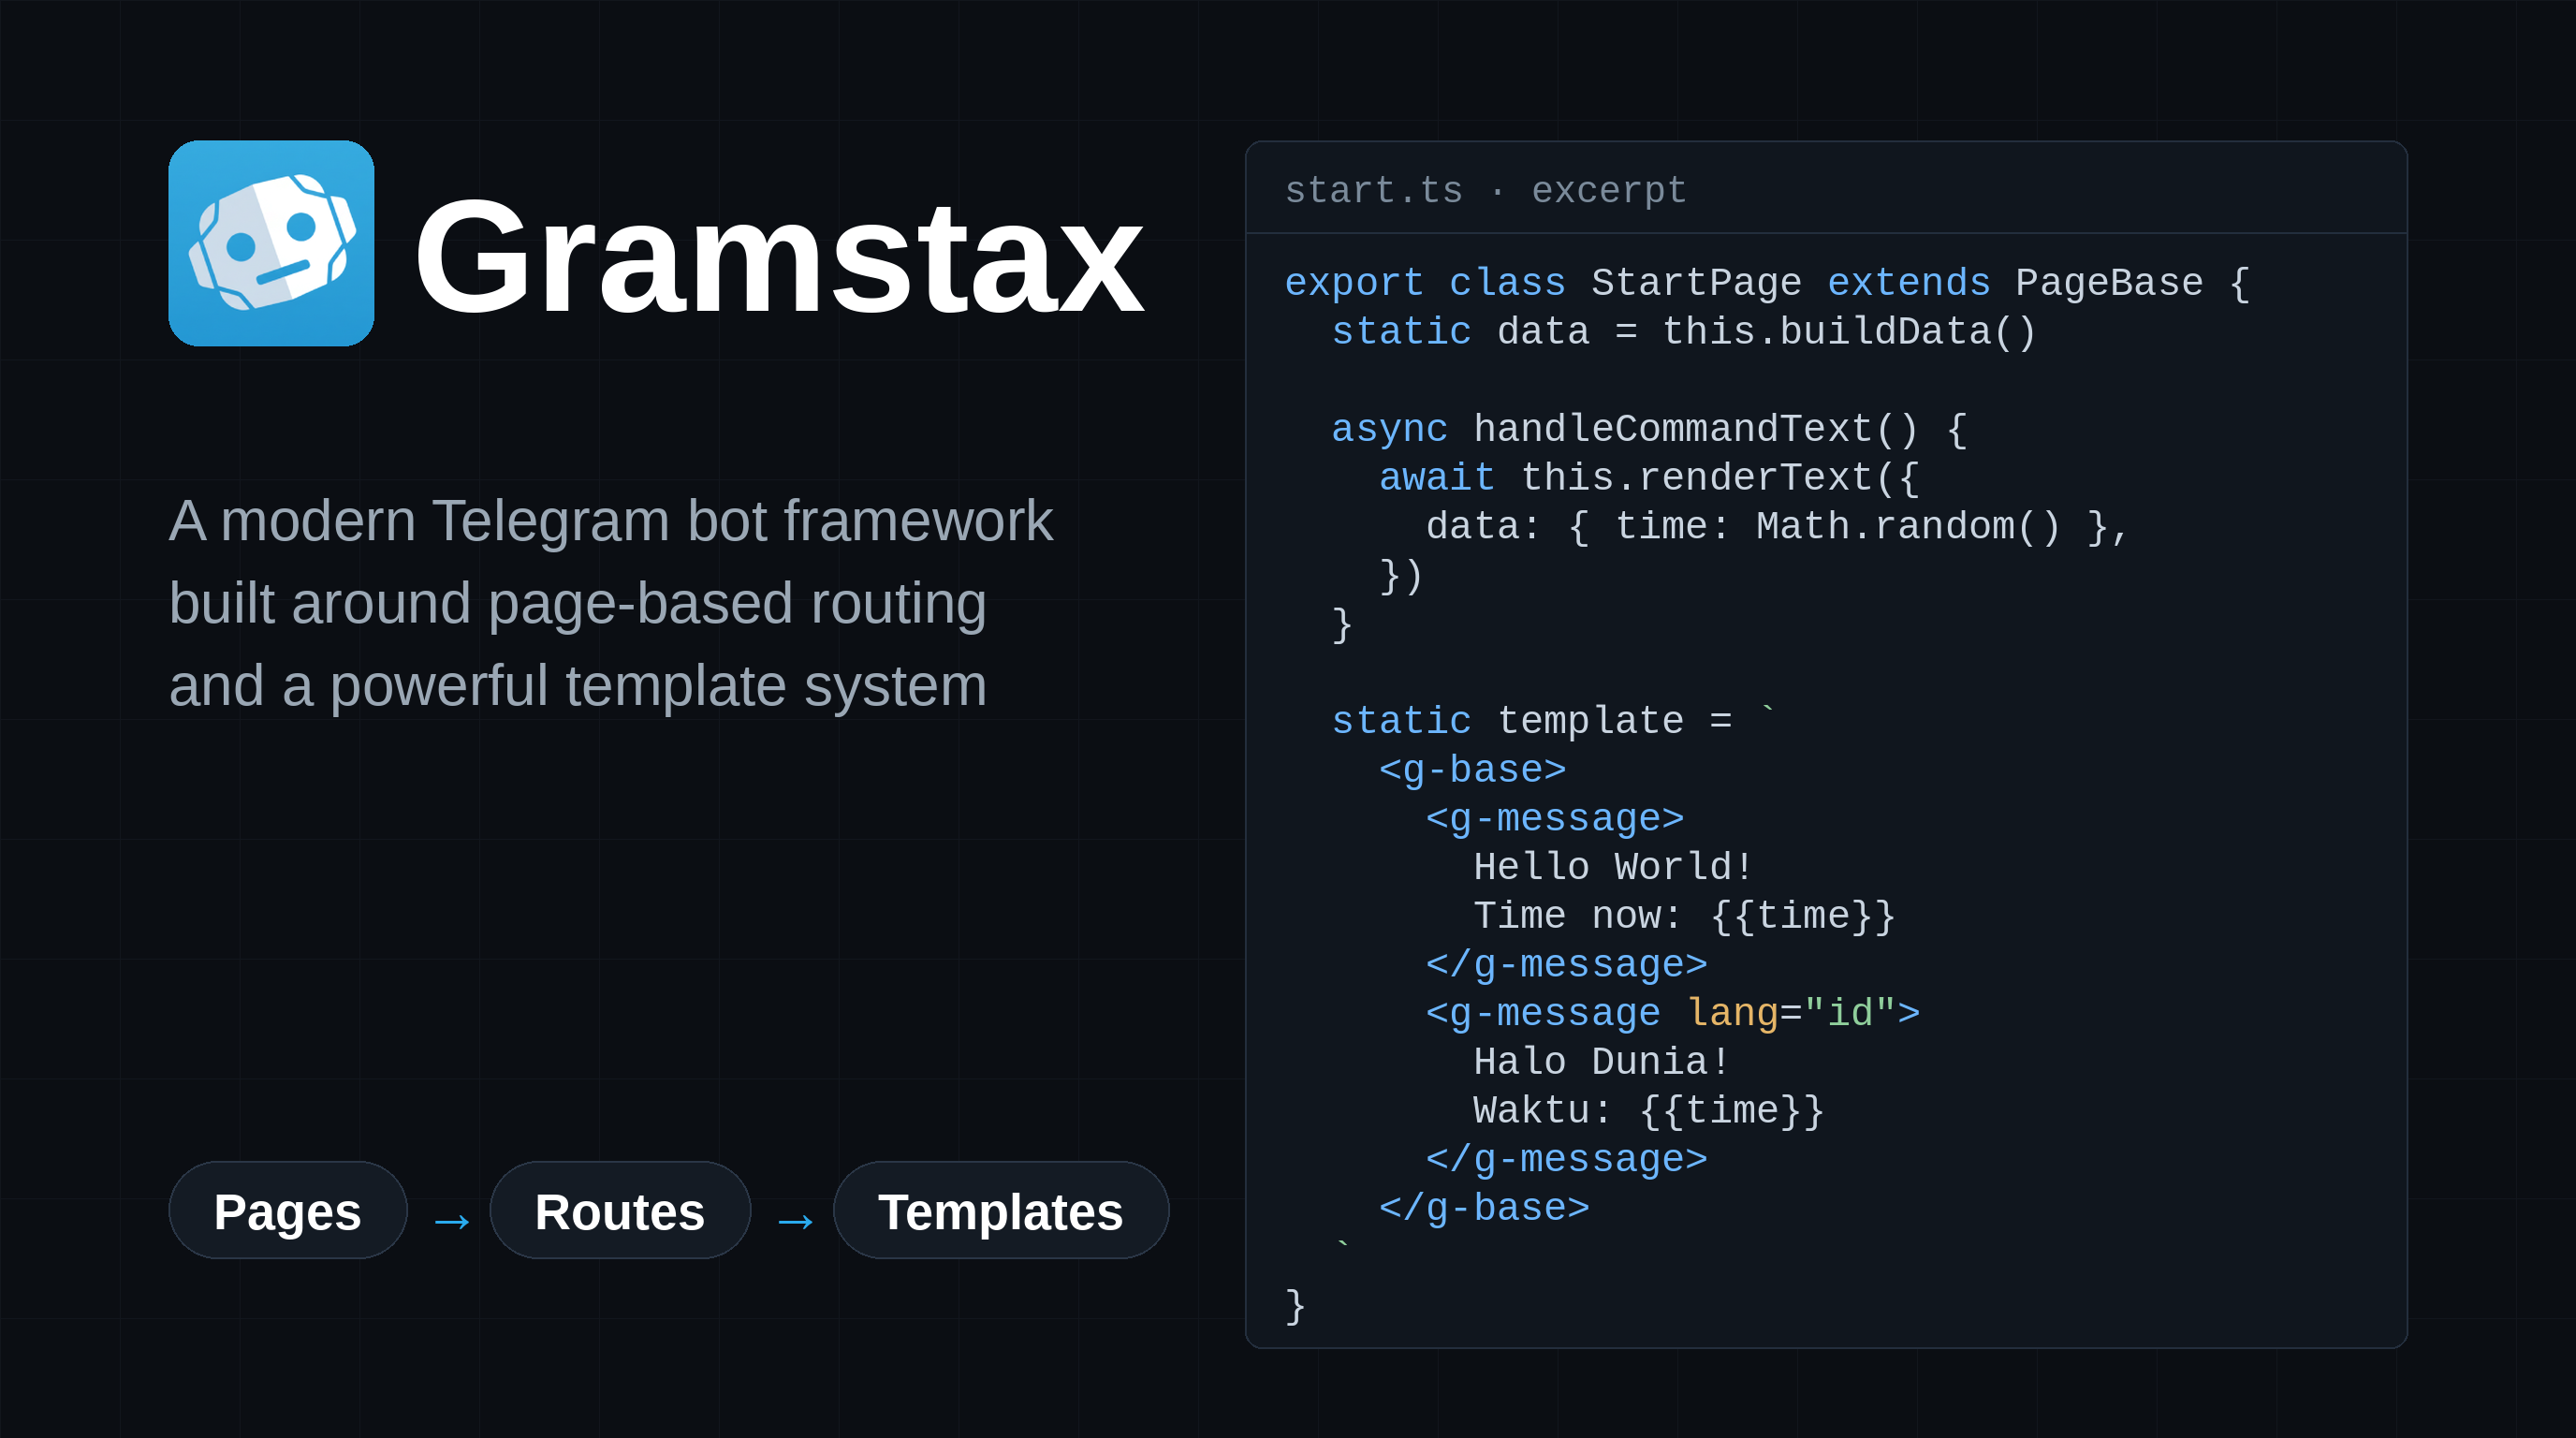 Gramstax
A modern Telegram bot framework
built around page-based routing
and a powerful template system
Pages → Routes → Templates
start.ts · excerpt
export class StartPage extends PageBase {
  static data = this.buildData()

  async handleCommandText() {
    await this.renderText({
      data: { time: Math.random() },
    })
  }

  static template = `
    <g-base>
      <g-message>
        Hello World!
        Time now: {{time}}
      </g-message>
      <g-message lang="id">
        Halo Dunia!
        Waktu: {{time}}
      </g-message>
    </g-base>
  `
}